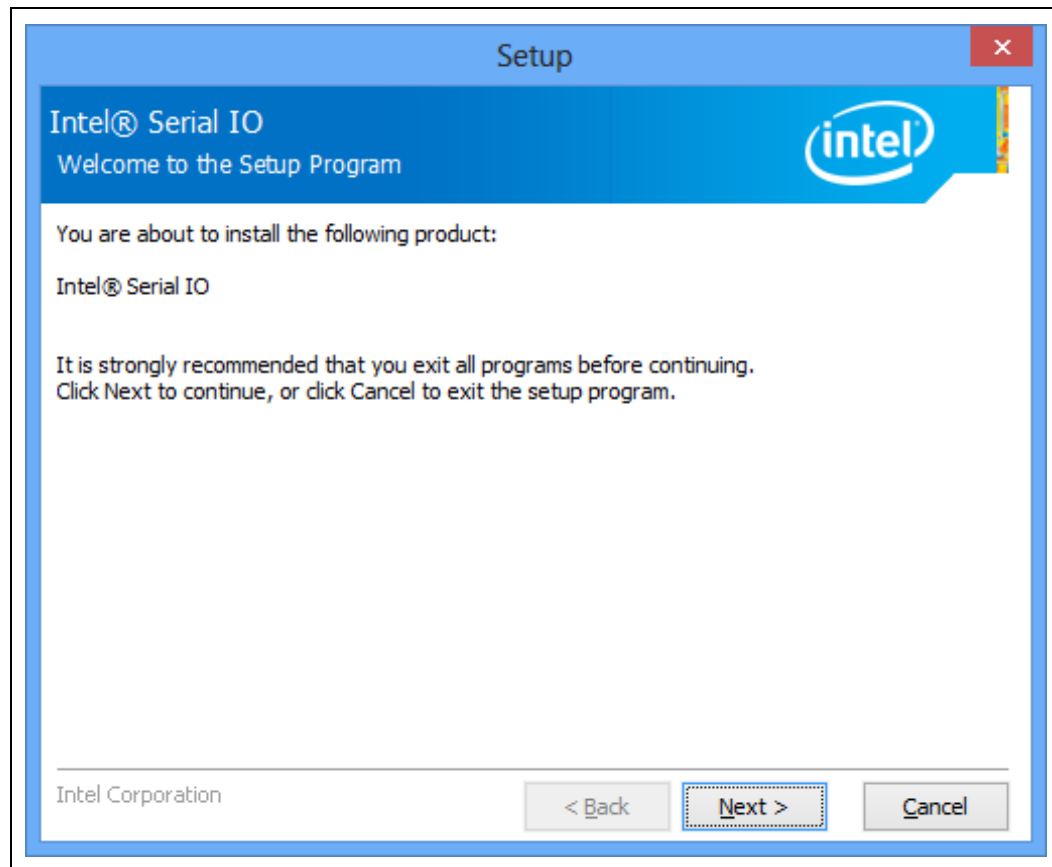 Setup
Intel® Serial IO
Welcome to the Setup Program
intel
You are about to install the following product:
Intel® Serial IO
It is strongly recommended that you exit all programs before continuing.
Click Next to continue, or click Cancel to exit the setup program.
Intel Corporation
< Back
Next >
Cancel